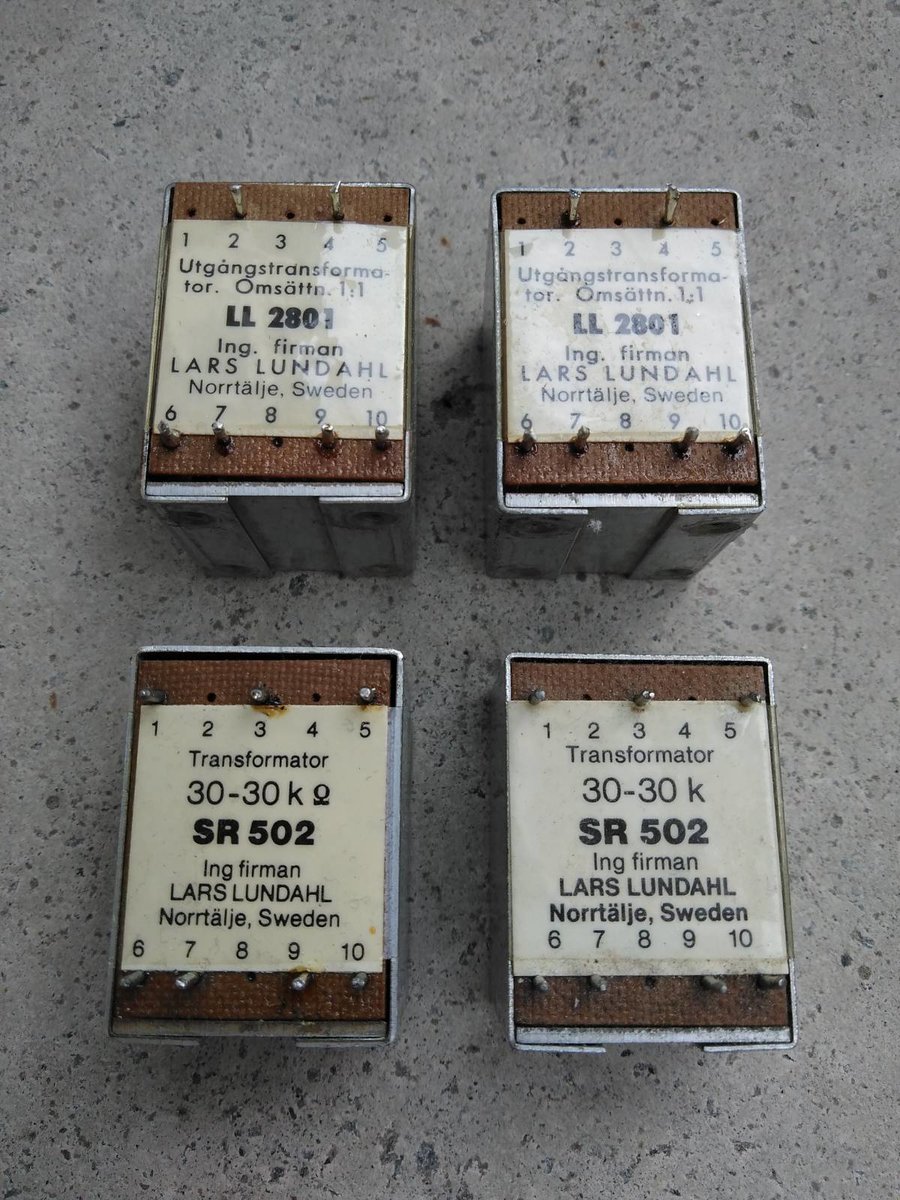 1 2 3 4 5
Utgångstransforma-
tor. Omsättn. 1:1
LL 2801
Ing. firman
LARS LUNDAHL
Norrtälje, Sweden
6 7 8 9 10
1 2 3 4 5
Utgångstransforma-
tor. Omsättn. 1:1
LL 2801
Ing. firman
LARS LUNDAHL
Norrtälje, Sweden
6 7 8 9 10
1 2 3 4 5
Transformator
30-30 k Ω
SR 502
Ing firman
LARS LUNDAHL
Norrtälje, Sweden
6 7 8 9 10
1 2 3 4 5
Transformator
30-30 k
SR 502
Ing firman
LARS LUNDAHL
Norrtälje, Sweden
6 7 8 9 10